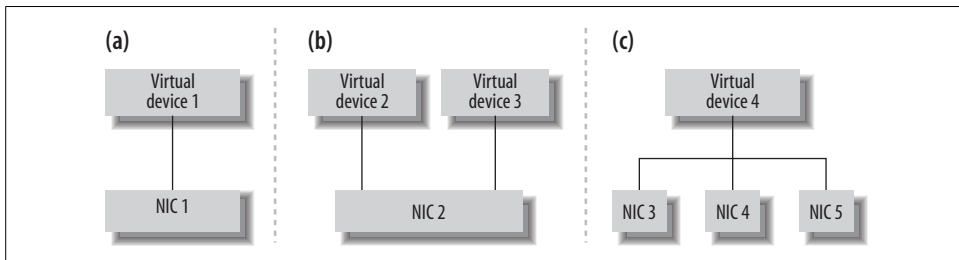 (a)
Virtual
device 1
NIC 1
(b)
Virtual
device 2
Virtual
device 3
NIC 2
(c)
Virtual
device 4
NIC 3
NIC 4
NIC 5